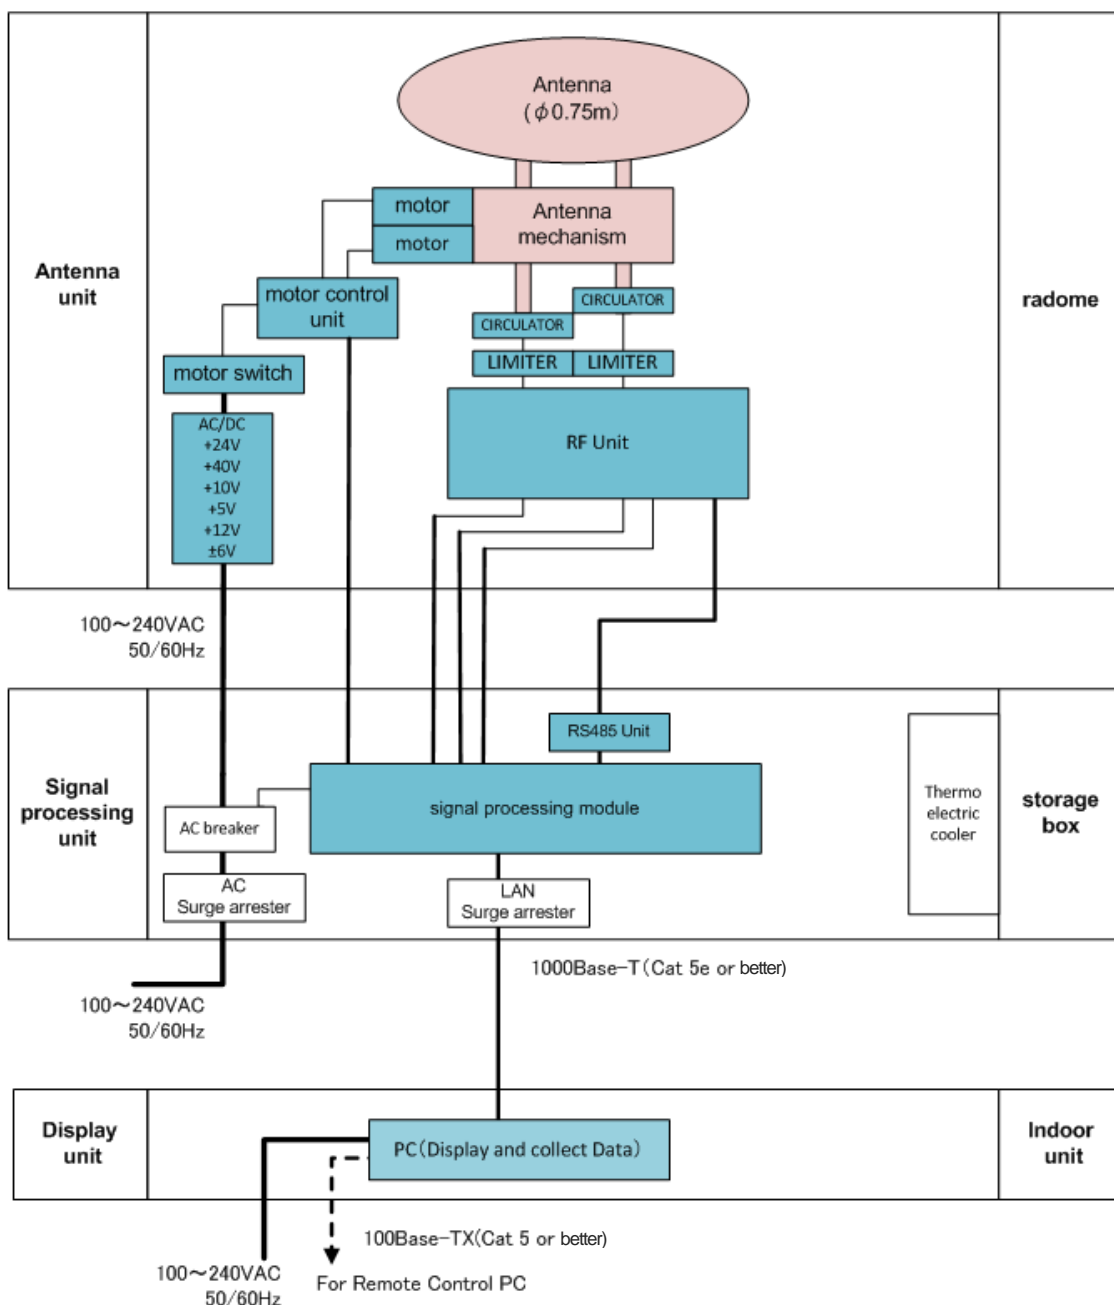 Antenna
(φ0.75m)
motor
motor
Antenna
mechanism
Antenna
unit
radome
motor control
unit
CIRCULATOR
CIRCULATOR
LIMITER
LIMITER
motor switch
AC/DC
+24V
+40V
+10V
+5V
+12V
±6V
RF Unit
100～240VAC
50/60Hz
RS485 Unit
Signal
processing
unit
signal processing module
Thermo
electric
cooler
storage
box
AC breaker
AC
Surge arrester
LAN
Surge arrester
1000Base-T(Cat 5e or better)
100～240VAC
50/60Hz
Display
unit
PC(Display and collect Data)
Indoor
unit
100Base-TX(Cat 5 or better)
100～240VAC
50/60Hz
For Remote Control PC